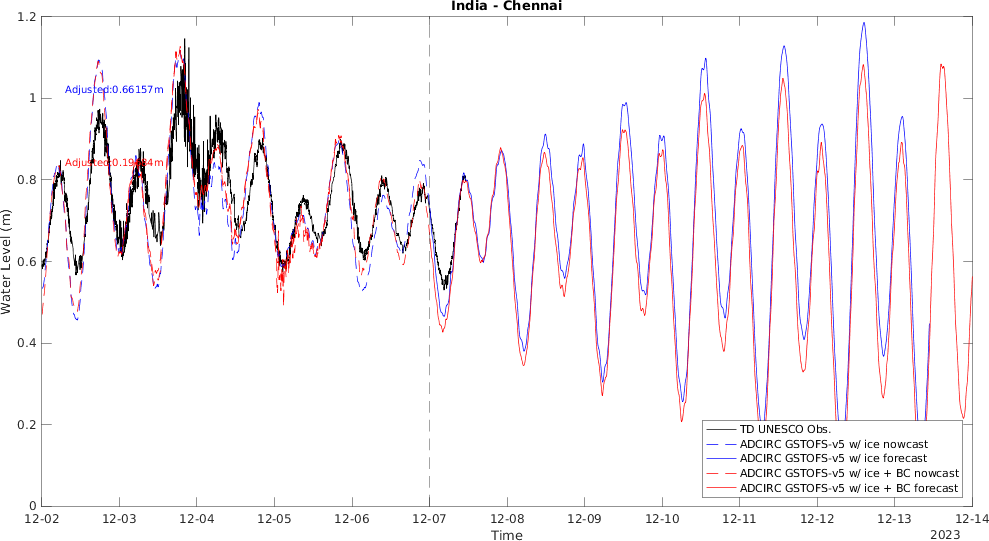 India - Chennai
1.2
1
0.8
0.6
0.4
0.2
0
Water Level (m)
Adjusted:0.66157m
TD UNESCO Obs.
ADCIRC GSTOFS-v5 w/ ice nowcast
ADCIRC GSTOFS-v5 w/ ice forecast
ADCIRC GSTOFS-v5 w/ ice + BC nowcast
ADCIRC GSTOFS-v5 w/ ice + BC forecast
12-02 12-03 12-04 12-05 12-06 12-07 12-08 12-09 12-10 12-11 12-12 12-13 12-14
Time
2023